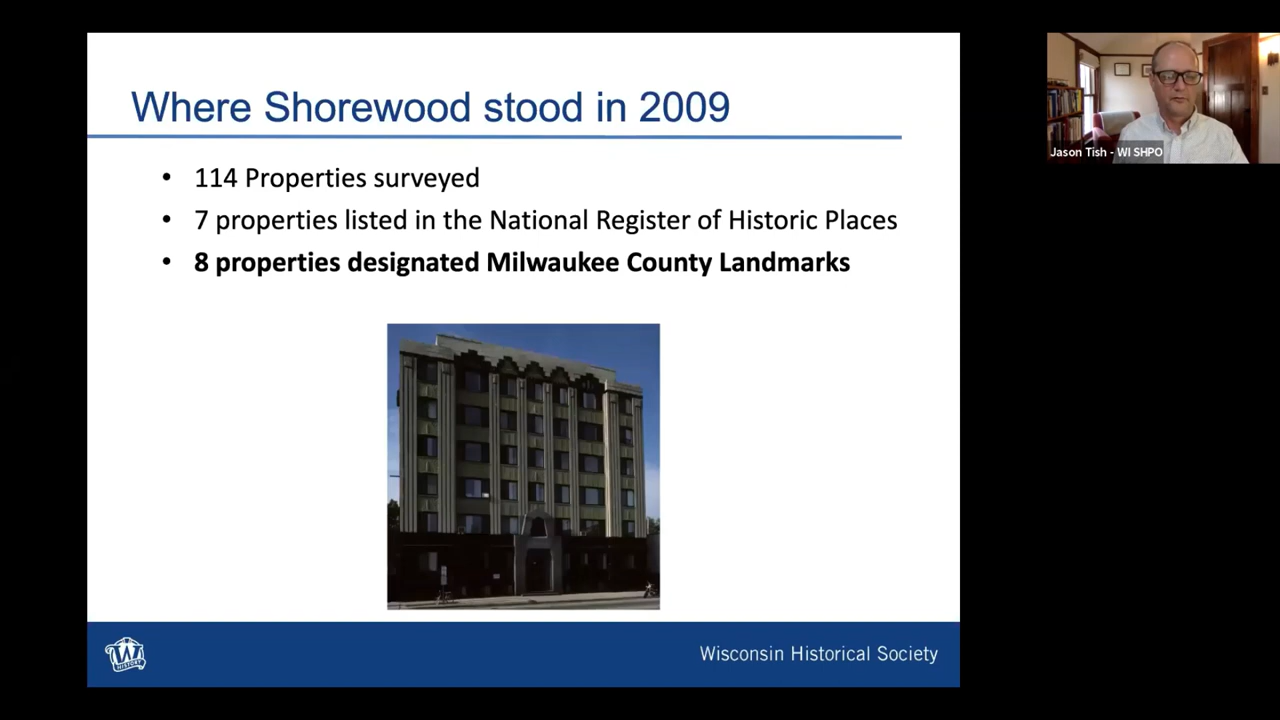 Where Shorewood stood in 2009
• 114 Properties surveyed
• 7 properties listed in the National Register of Historic Places
• 8 properties designated Milwaukee County Landmarks
W
HISTORY
Wisconsin Historical Society
Jason Tish - WI SHPO